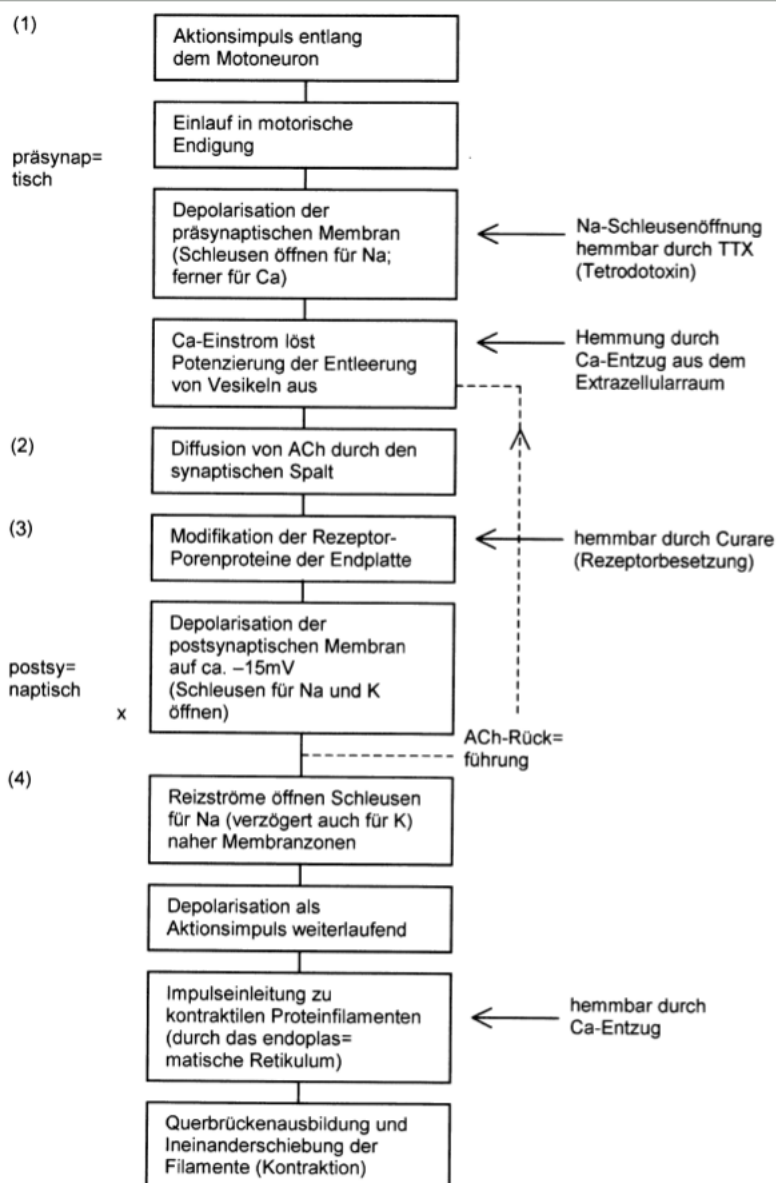 (1)
Aktionsimpuls entlang
dem Motoneuron
Einlauf in motorische
Endigung
präsynap=
tisch
Depolarisation der
präsynaptischen Membran
(Schleusen öffnen für Na;
ferner für Ca)
Na-Schleusenöffnung
hemmbar durch TTX
(Tetrodotoxin)
Ca-Einstrom löst
Potenzierung der Entleerung
von Vesikeln aus
Hemmung durch
Ca-Entzug aus dem
Extrazellularraum
(2)
Diffusion von ACh durch den
synaptischen Spalt
(3)
Modifikation der Rezeptor-
Porenproteine der Endplatte
hemmbar durch Curare
(Rezeptorbesetzung)
Depolarisation der
postsynaptischen Membran
auf ca. –15mV
(Schleusen für Na und K
öffnen)
postsy=
naptisch
x
ACh-Rück=
führung
(4)
Reizströme öffnen Schleusen
für Na (verzögert auch für K)
naher Membranzonen
Depolarisation als
Aktionsimpuls weiterlaufend
Impulseinleitung zu
kontraktilen Proteinfilamenten
(durch das endoplas=
matische Retikulum)
hemmbar durch
Ca-Entzug
Querbrückenausbildung und
Ineinanderschiebung der
Filamente (Kontraktion)